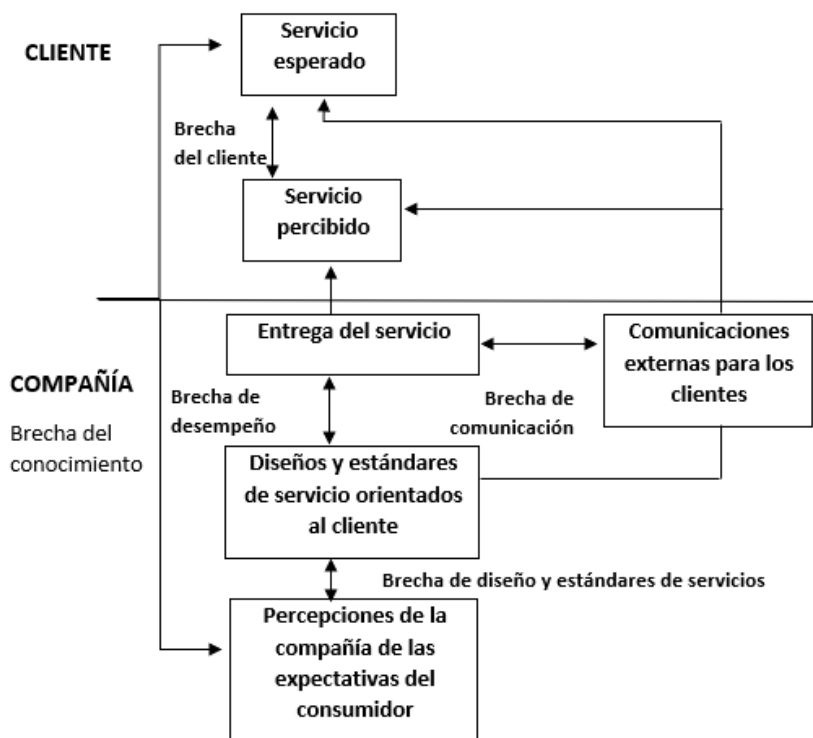 CLIENTE
Servicio
esperado
Brecha
del cliente
Servicio
percibido
Entrega del servicio
Comunicaciones
externas para los
clientes
COMPAÑÍA
Brecha del
conocimiento
Brecha de
desempeño
Brecha de
comunicación
Diseños y estándares
de servicio orientados
al cliente
Brecha de diseño y estándares de servicios
Percepciones de la
compañía de las
expectativas del
consumidor